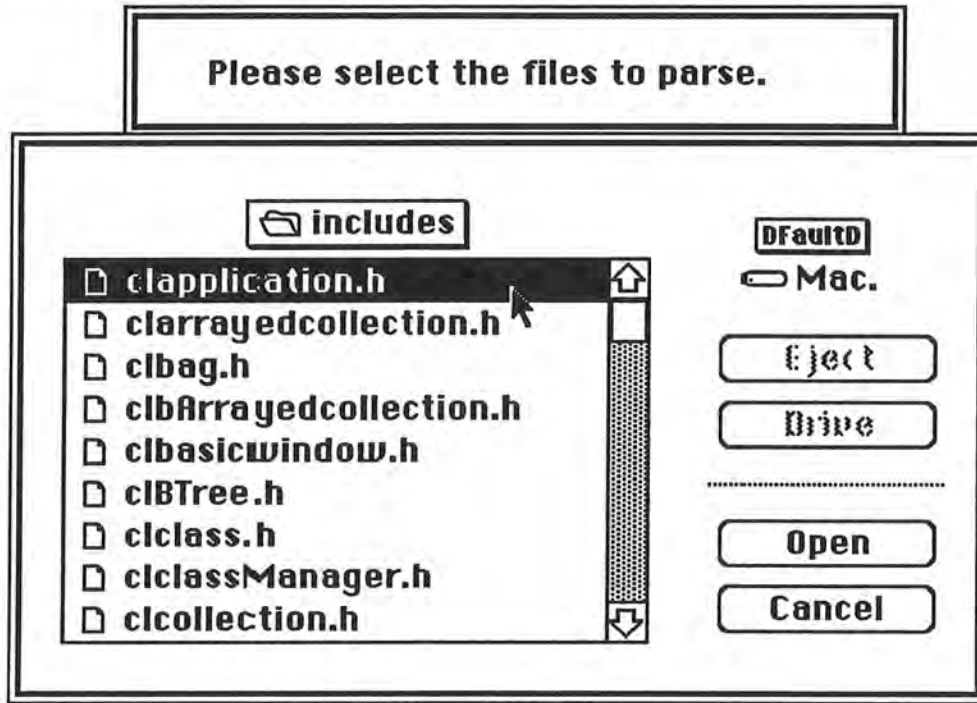 Please select the files to parse.
includes
clapplication.h
clarrayedcollection.h
clbag.h
clbArrayedcollection.h
clbasicwindow.h
clBTree.h
clclass.h
clclassManager.h
clcollection.h
DFaultD
Mac.
Eject
Drive
Open
Cancel